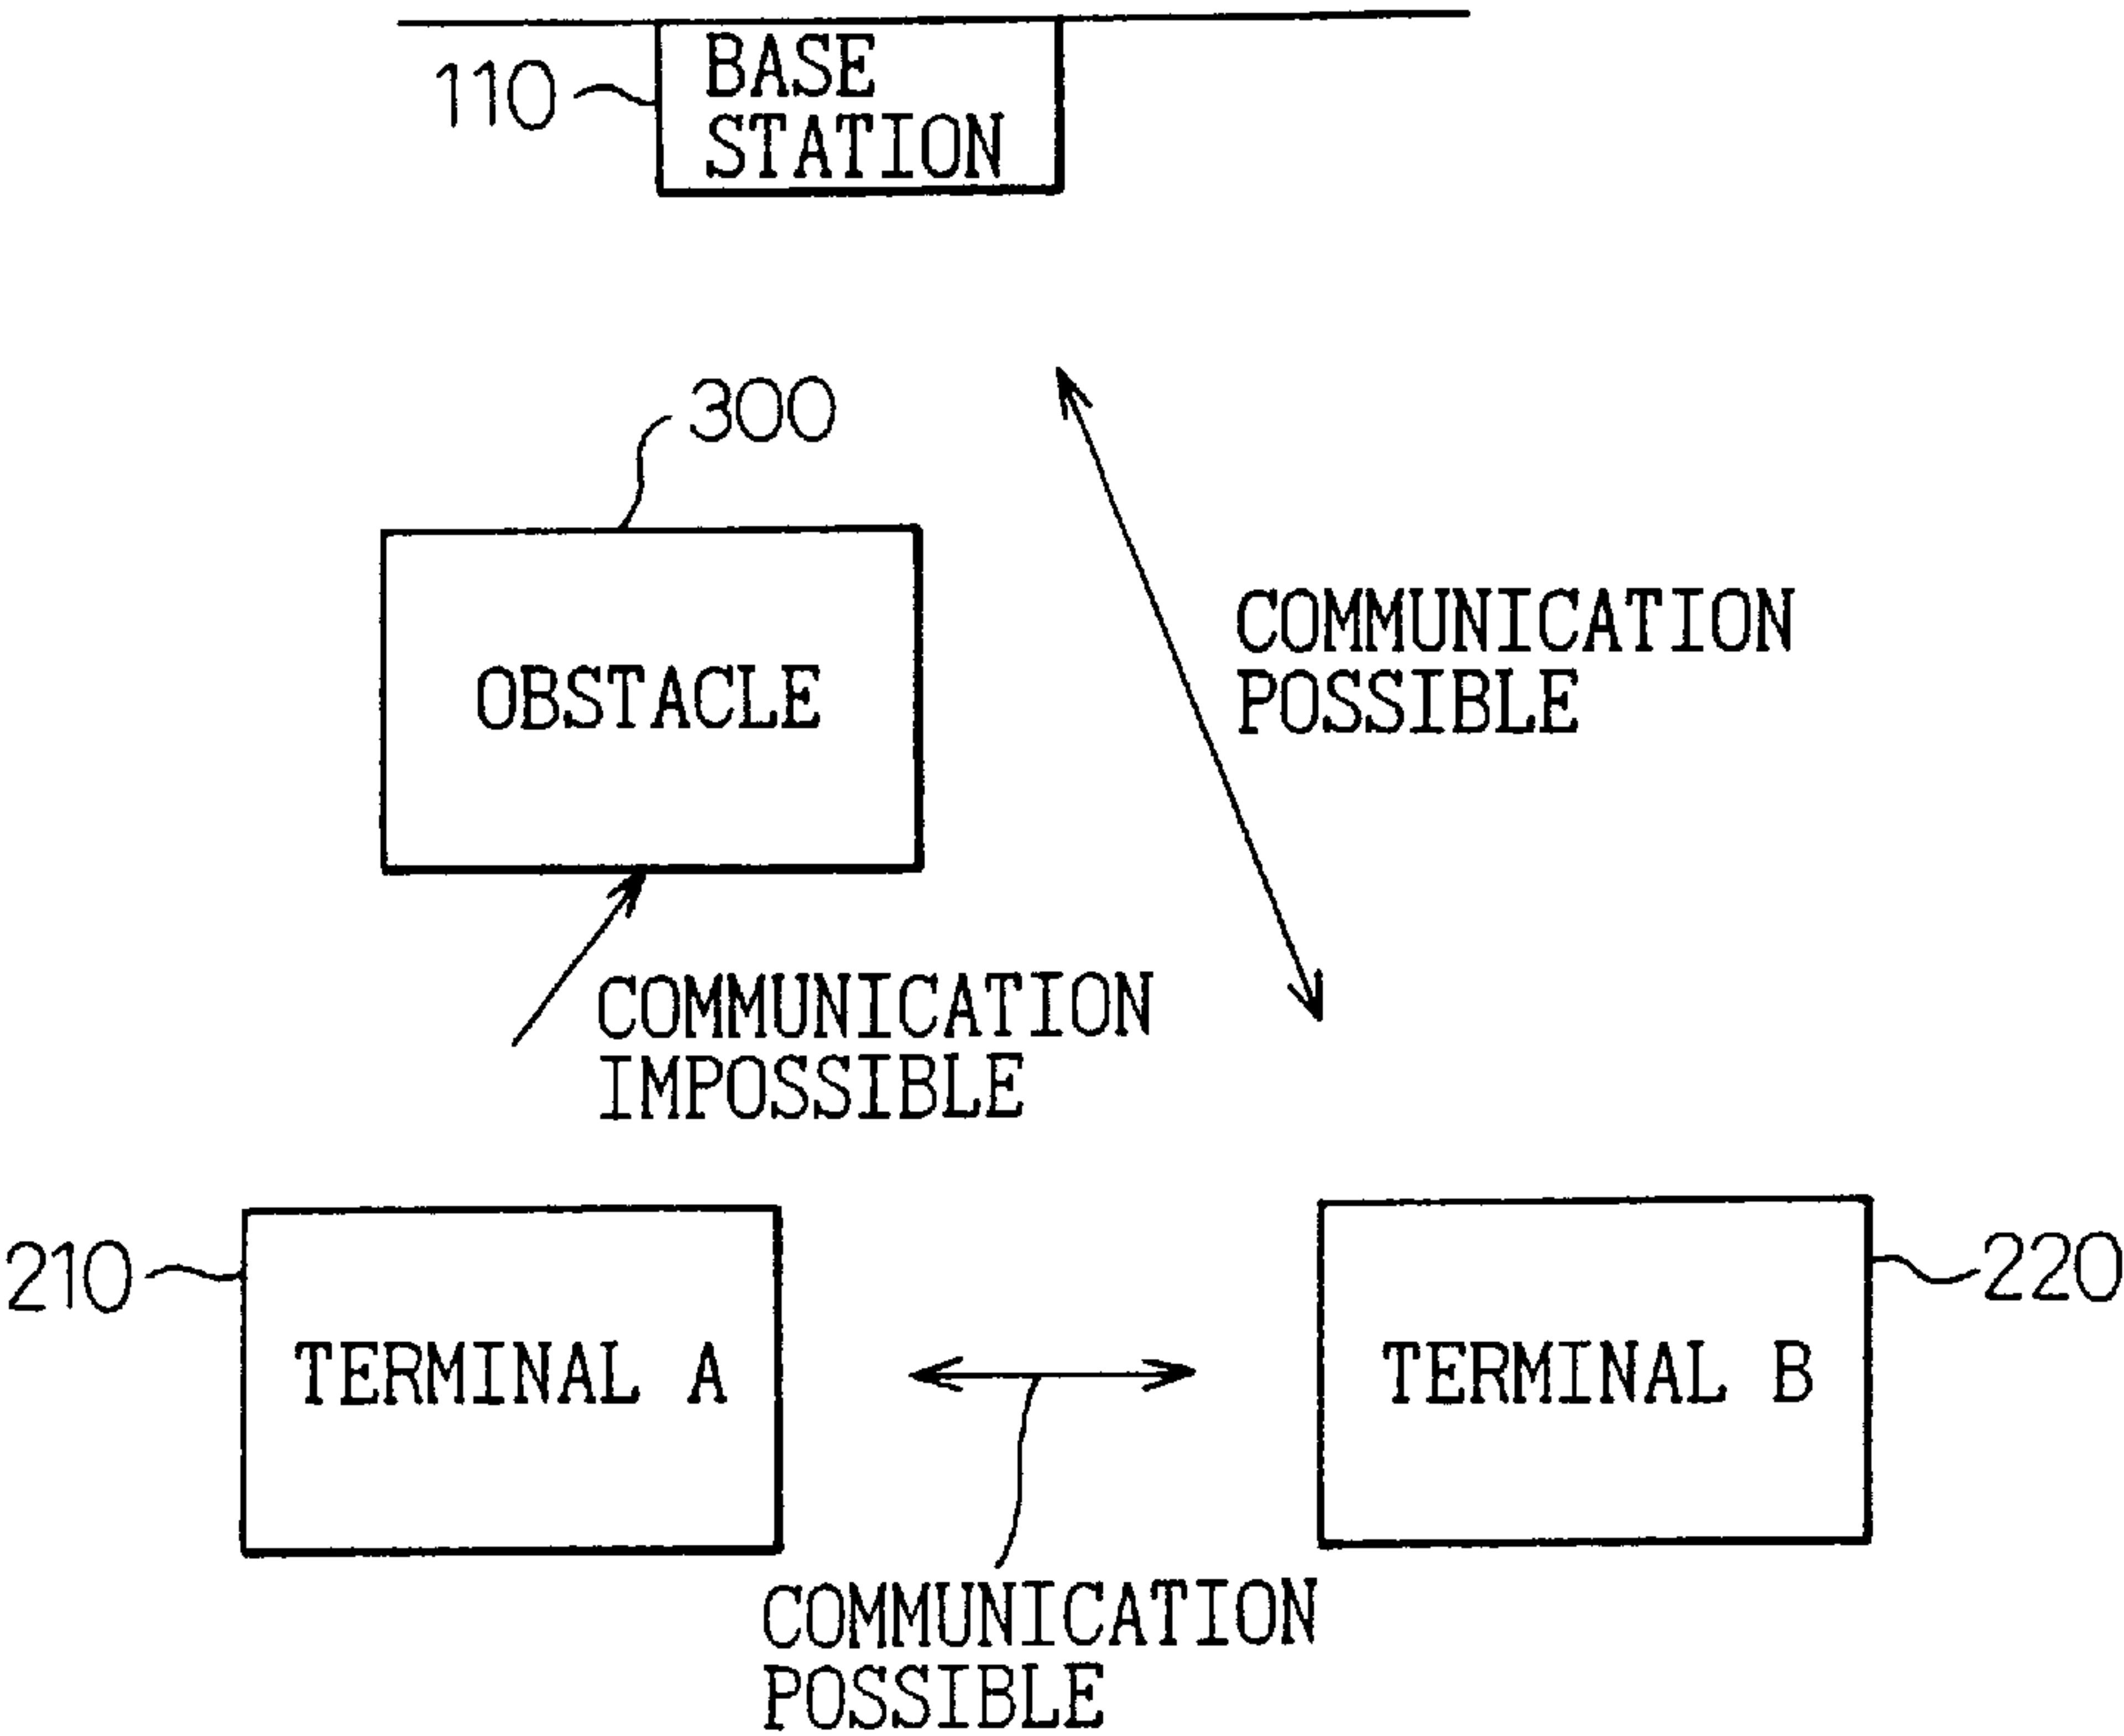 BASE
110
STATION
300
COMMUNICATION
POSSIBLE
OBSTACLE
COMMUNICATION
IMPOSSIBLE
210
220
TERMINAL A
TERMINAL B
COMMUNICATION
POSSIBLE